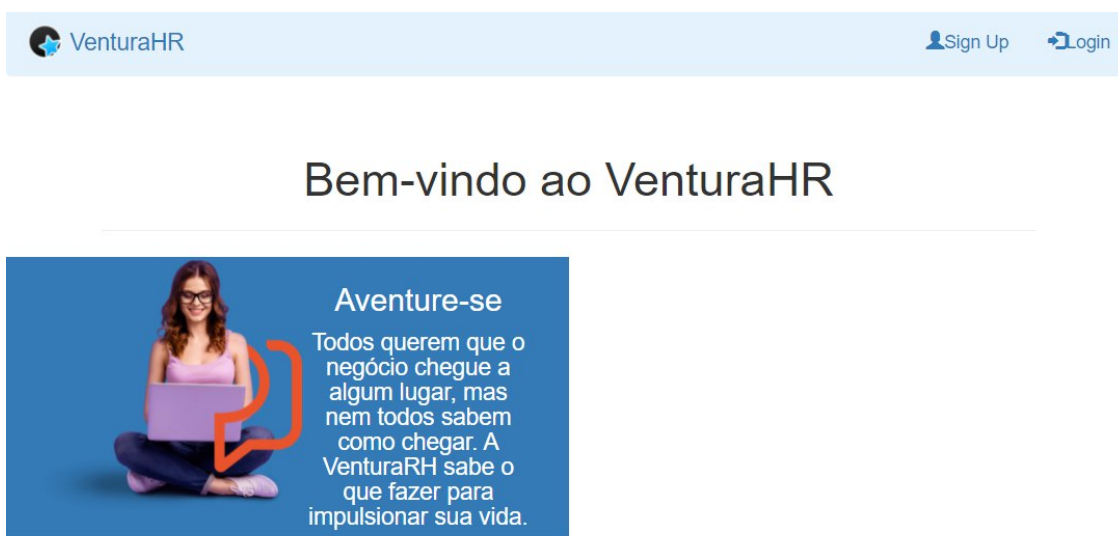 VenturaHR
Sign Up
Login
Bem-vindo ao VenturaHR
Aventure-se
Todos querem que o
negócio chegue a
algum lugar, mas
nem todos sabem
como chegar. A
VenturaRH sabe o
que fazer para
impulsionar sua vida.